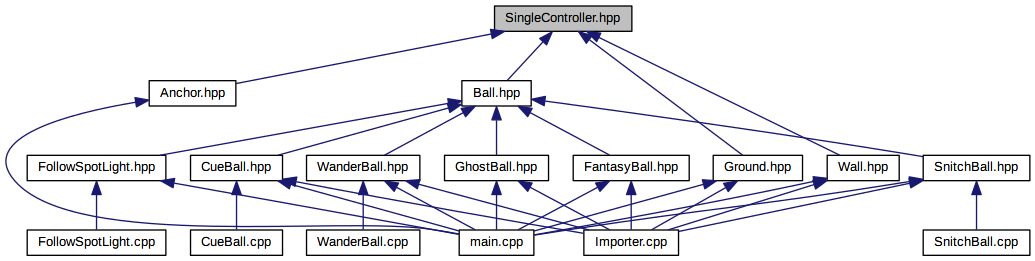 SingleController.hpp
Anchor.hpp
Ball.hpp
FollowSpotLight.hpp
CueBall.hpp
WanderBall.hpp
GhostBall.hpp
FantasyBall.hpp
Ground.hpp
Wall.hpp
SnitchBall.hpp
FollowSpotLight.cpp
CueBall.cpp
WanderBall.cpp
main.cpp
Importer.cpp
SnitchBall.cpp